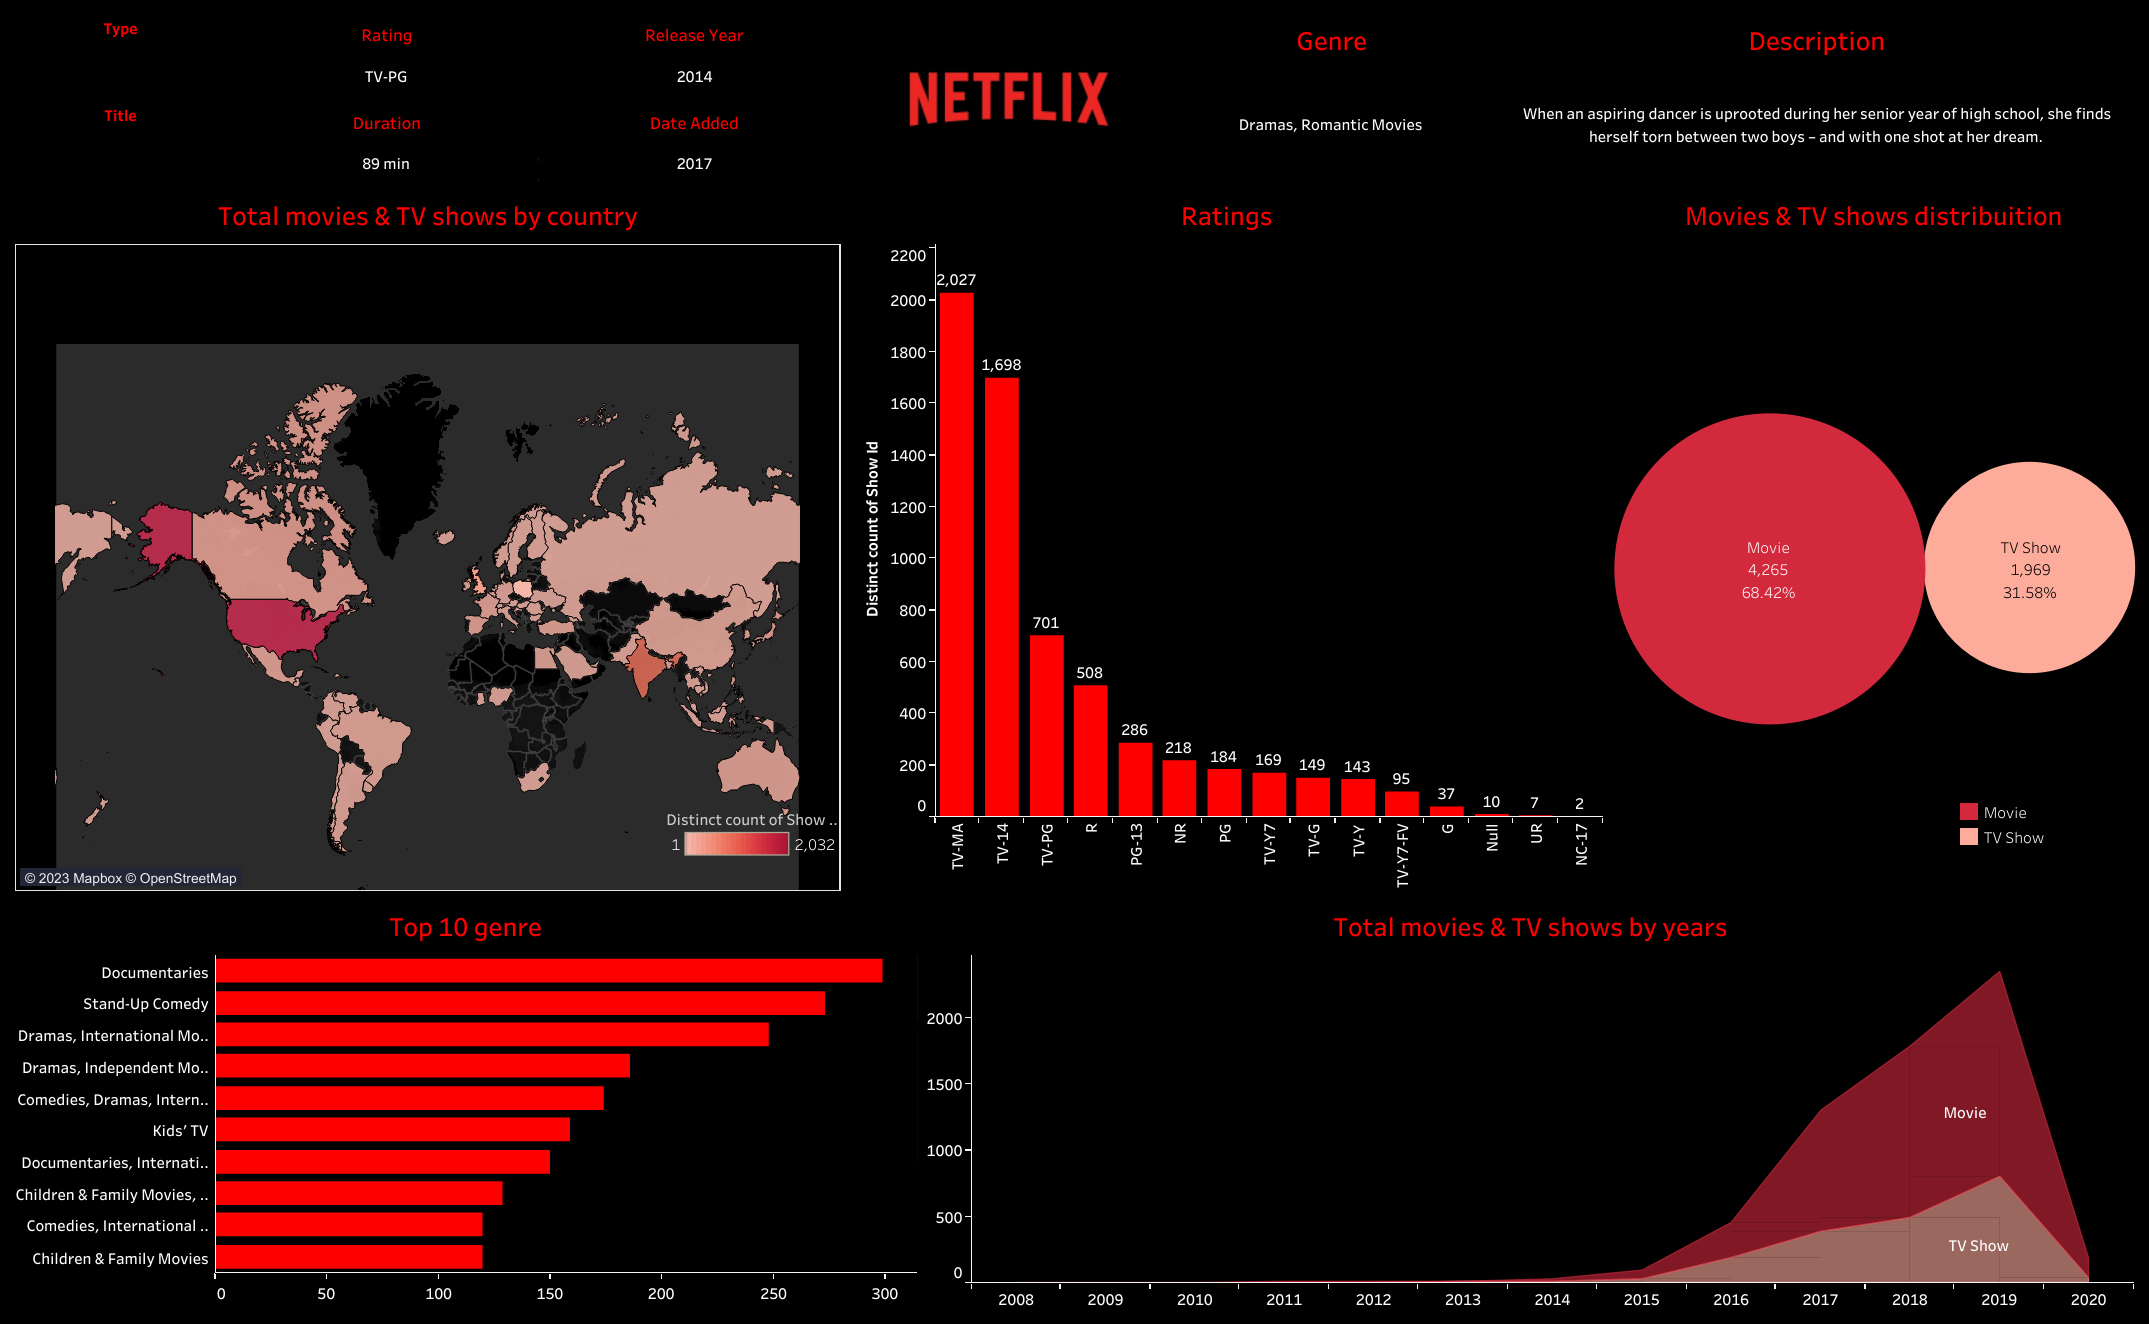 Type
Rating
Release Year
TV-PG
2014
Title
Duration
Date Added
89 min
2017
NETFLIX
Genre
Dramas, Romantic Movies
Description
When an aspiring dancer is uprooted during her senior year of high school, she finds
herself torn between two boys – and with one shot at her dream.
Total movies & TV shows by country
Distinct count of Show ..
1
2,032
© 2023 Mapbox © OpenStreetMap
Ratings
Distinct count of Show Id
2200
2000
1800
1600
1400
1200
1000
800
600
400
200
0
2,027
1,698
701
508
286
218
184
169
149
143
95
37
10
7
2
TV-MA
TV-14
TV-PG
R
PG-13
NR
PG
TV-Y7
TV-G
TV-Y
TV-Y7-FV
G
Null
UR
NC-17
Movies & TV shows distribuition
Movie
4,265
68.42%
TV Show
1,969
31.58%
Movie
TV Show
Top 10 genre
Documentaries
Stand-Up Comedy
Dramas, International Mo..
Dramas, Independent Mo..
Comedies, Dramas, Intern..
Kids' TV
Documentaries, Internati..
Children & Family Movies, ..
Comedies, International ..
Children & Family Movies
0
50
100
150
200
250
300
Total movies & TV shows by years
2000
1500
1000
500
0
Movie
TV Show
2008
2009
2010
2011
2012
2013
2014
2015
2016
2017
2018
2019
2020